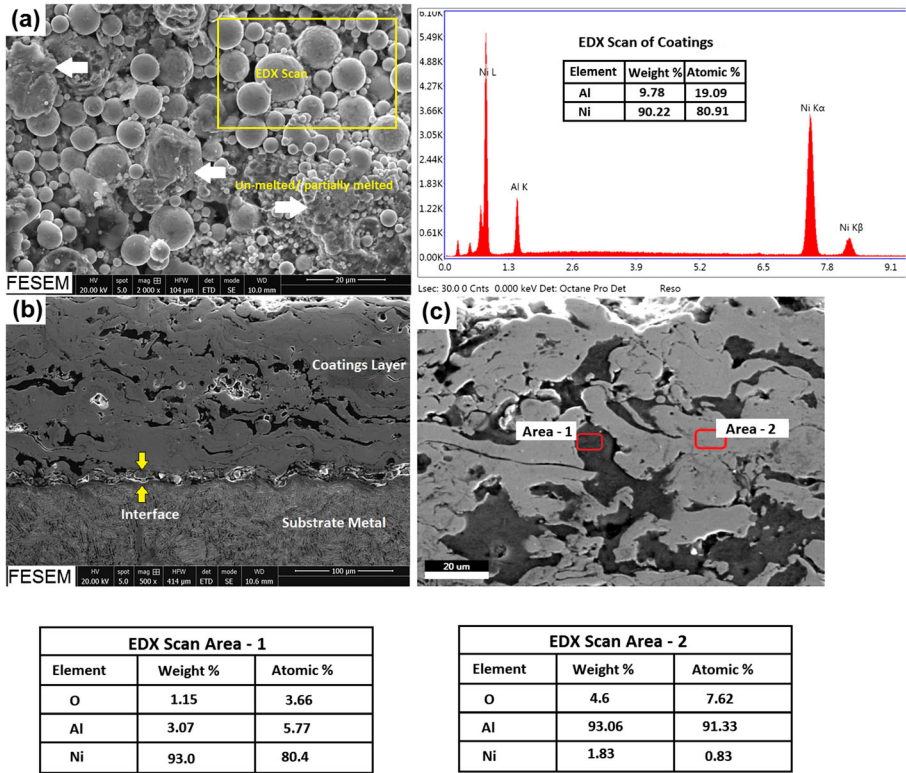 (a)
EDX Scan
Un-melted/ partially melted
FESEM
HV spot mag HFW det mode WD
20.00 kV 5.0 2 000 x 104 µm ETD SE 10.0 mm
20 µm
6.10K
5.49K
4.88K
4.27K
3.66K
3.05K
2.44K
1.83K
1.22K
0.61K
0.00K
EDX Scan of Coatings
Element Weight % Atomic %
Al 9.78 19.09
Ni 90.22 80.91
Ni L
Al K
Ni Kα
Ni Kβ
0.0 1.3 2.6 3.9 5.2 6.5 7.8 9.1
Lsec: 30.0 0 Cnts 0.000 keV Det: Octane Pro Det Reso
(b)
Coatings Layer
Interface
Substrate Metal
FESEM
HV spot mag HFW det mode WD
20.00 kV 5.0 500 x 414 µm ETD SE 10.6 mm
100 µm
(c)
Area - 1
Area - 2
20 um
EDX Scan Area - 1
Element Weight % Atomic %
O 1.15 3.66
Al 3.07 5.77
Ni 93.0 80.4
EDX Scan Area - 2
Element Weight % Atomic %
O 4.6 7.62
Al 93.06 91.33
Ni 1.83 0.83